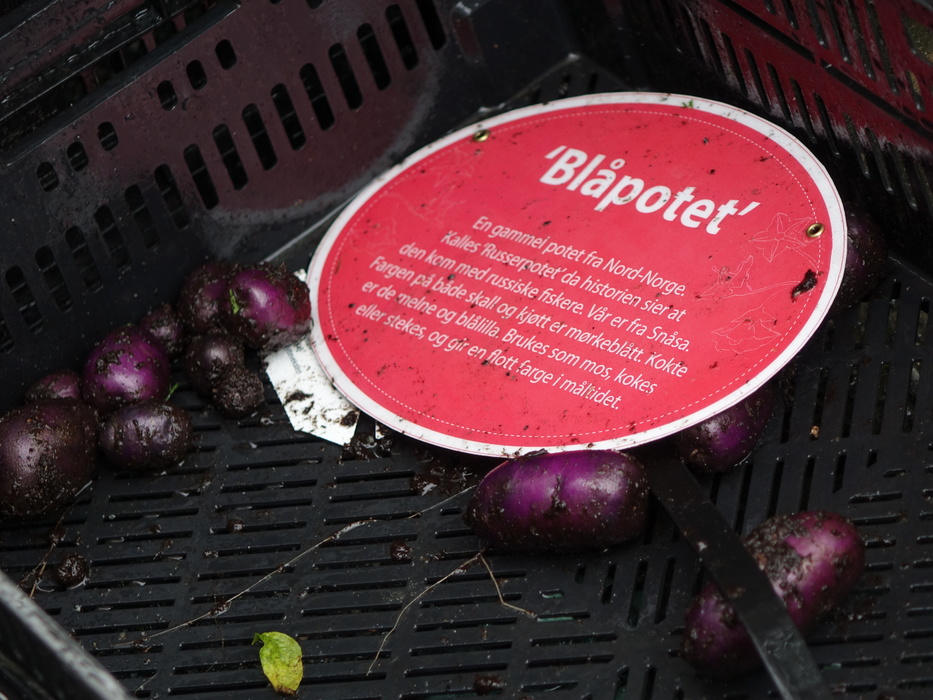 'Blåpotet'
En gammel potet fra Nord-Norge.
Kalles 'Russerpotet' da historien sier at
den kom med russiske fiskere. Vår er fra Snåsa.
Fargen på både skall og kjøtt er mørkeblått. Kokte
er de melne og blålilla. Brukes som mos, kokes
eller stekes, og gir en flott farge i måltidet.